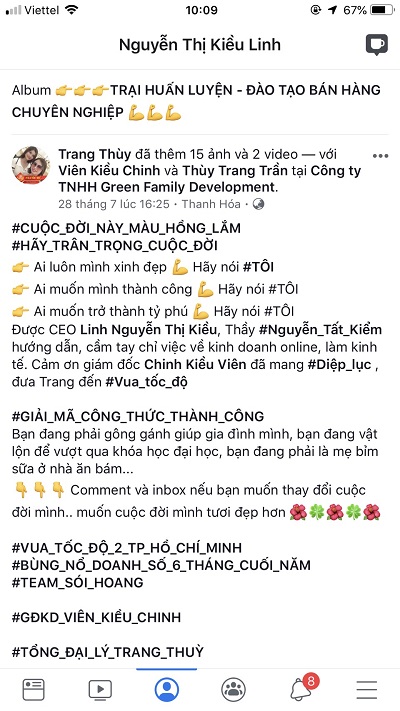 Viettel 10:09 67%
Nguyễn Thị Kiều Linh
Album 👉👉👉TRẠI HUẤN LUYỆN - ĐÀO TẠO BÁN HÀNG
CHUYÊN NGHIỆP 💪💪💪
Trang Thùy đã thêm 15 ảnh và 2 video — với
Viên Kiều Chinh và Thùy Trang Trần tại Công ty
TNHH Green Family Development.
28 tháng 7 lúc 16:25 · Thanh Hóa ·
#CUỘC_ĐỜI_NÀY_MÀU_HỒNG_LẮM
#HÃY_TRÂN_TRỌNG_CUỘC_ĐỜI
👉 Ai luôn mình xinh đẹp 💪 Hãy nói #TÔI
👉 Ai muốn mình thành công 💪 Hãy nói #TÔI
👉 Ai muốn trở thành tỷ phú 💪 Hãy nói #TÔI
Được CEO Linh Nguyễn Thị Kiều, Thầy #Nguyễn_Tất_Kiểm
hướng dẫn, cầm tay chỉ việc về kinh doanh online, làm kinh
tế. Cảm ơn giám đốc Chinh Kiều Viên đã mang #Diệp_lục ,
đưa Trang đến #Vua_tốc_độ
#GIẢI_MÃ_CÔNG_THỨC_THÀNH_CÔNG
Bạn đang phải gông gánh giúp gia đình mình, bạn đang vật
lộn để vượt qua khóa học đại học, bạn đang phải là mẹ bỉm
sữa ở nhà ăn bám...
👇👇👇 Comment và inbox nếu bạn muốn thay đổi cuộc
đời mình.. muốn cuộc đời mình tươi đẹp hơn 🌺🍀🌺🍀🌺
#VUA_TỐC_ĐỘ_2_TP_HỒ_CHÍ_MINH
#BÙNG_NỔ_DOANH_SỐ_6_THÁNG_CUỐI_NĂM
#TEAM_SÓI_HOANG
#GĐKD_VIÊN_KIỀU_CHINH
#TỔNG_ĐẠI_LÝ_TRANG_THUỲ
8